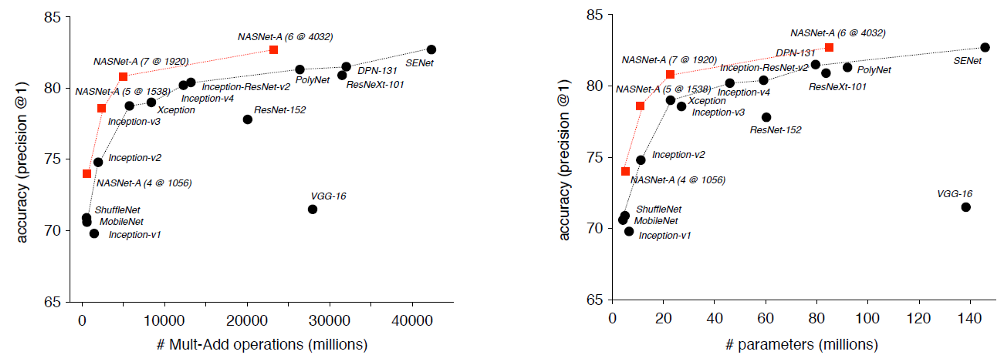 85
80
75
70
65
accuracy (precision @1)
0
10000
20000
30000
40000
# Mult-Add operations (millions)
NASNet-A (6 @ 4032)
NASNet-A (7 @ 1920)
NASNet-A (5 @ 1538)
NASNet-A (4 @ 1056)
SENet
DPN-131
PolyNet
ResNeXt-101
Inception-ResNet-v2
Inception-v4
Xception
Inception-v3
ResNet-152
Inception-v2
VGG-16
ShuffleNet
MobileNet
Inception-v1
85
80
75
70
65
accuracy (precision @1)
0
20
40
60
80
100
120
140
# parameters (millions)
NASNet-A (6 @ 4032)
NASNet-A (7 @ 1920)
DPN-131
SENet
Inception-ResNet-v2
PolyNet
ResNeXt-101
NASNet-A (5 @ 1538)
Inception-v4
Xception
Inception-v3
ResNet-152
Inception-v2
NASNet-A (4 @ 1056)
VGG-16
ShuffleNet
MobileNet
Inception-v1